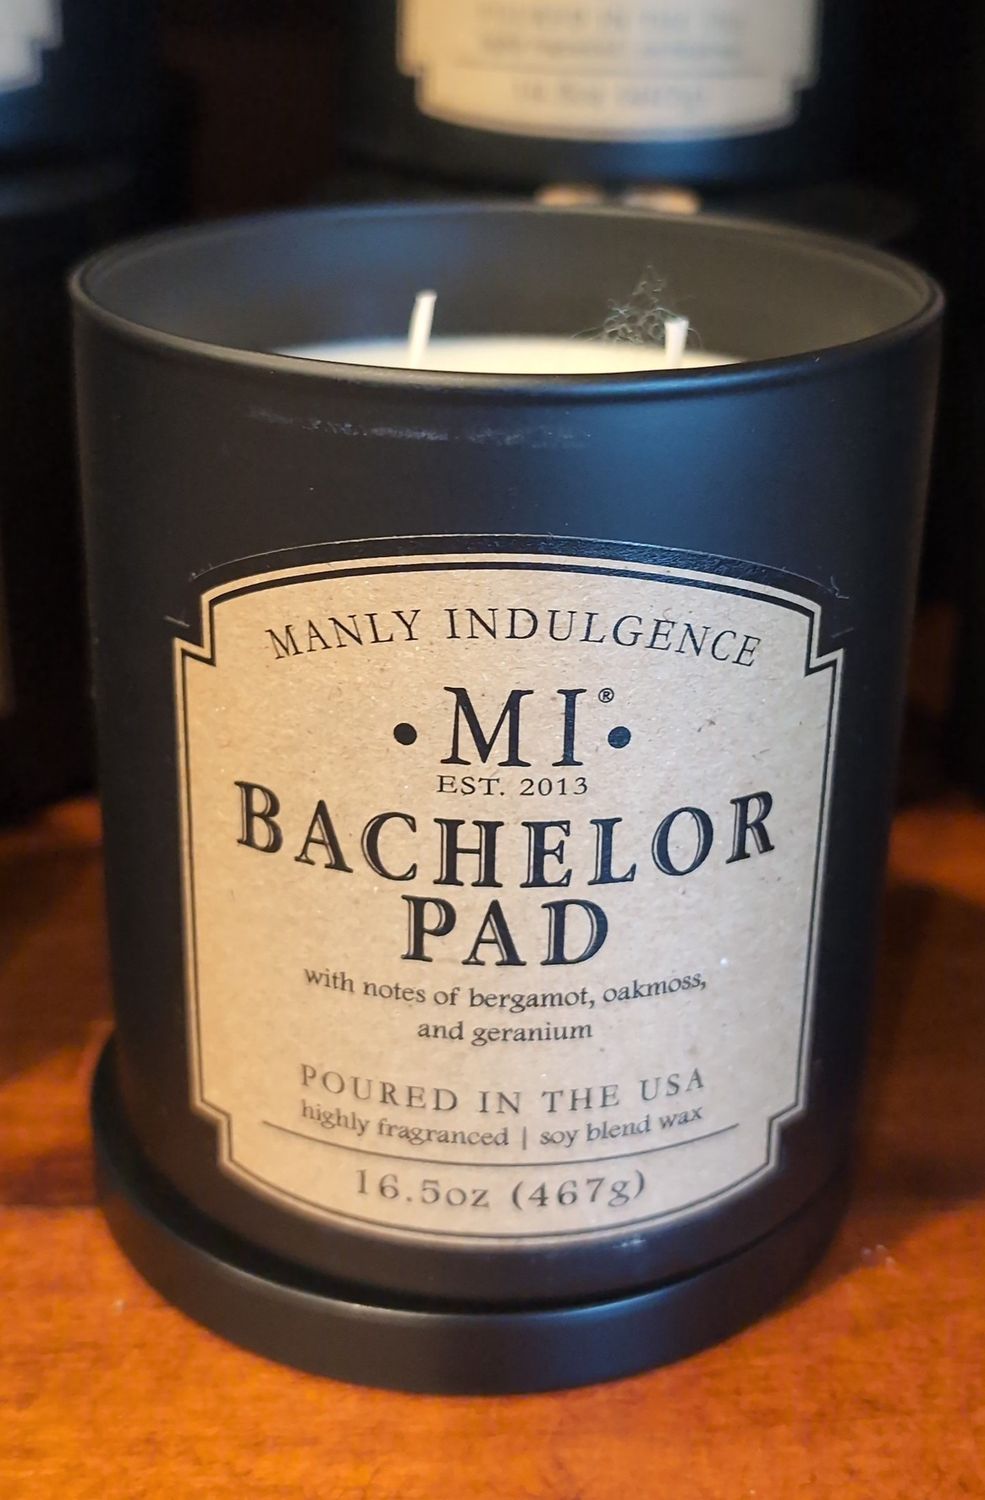 MANLY INDULGENCE
•MI®•
EST. 2013
BACHELOR
PAD
with notes of bergamot, oakmoss,
and geranium
POURED IN THE USA
highly fragranced | soy blend wax
16.5oz (467g)